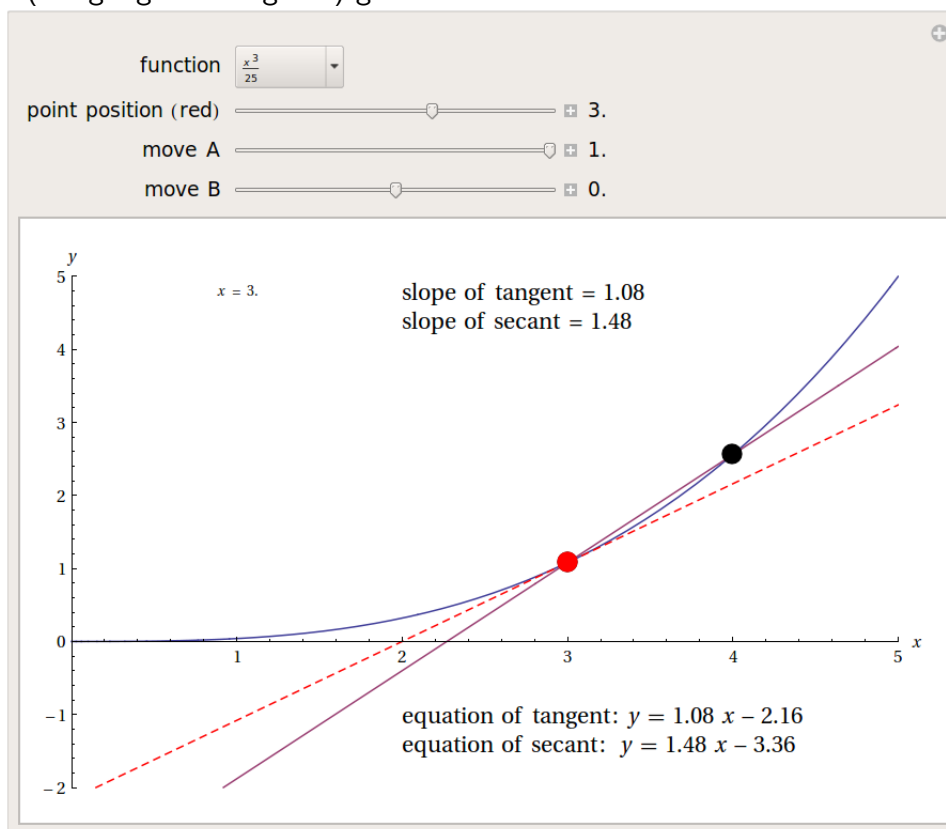 function x^3/25
point position (red) 3.
move A 1.
move B 0.
y
x = 3.
slope of tangent = 1.08
slope of secant = 1.48
5
4
3
2
1
0
−1
−2
1 2 3 4 5 x
equation of tangent: y = 1.08 x − 2.16
equation of secant: y = 1.48 x − 3.36